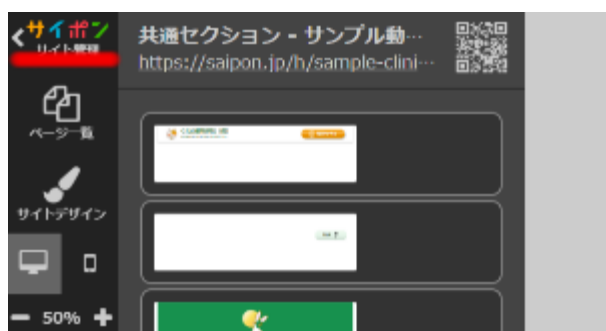 サイポン
サイト管理
共通セクション - サンプル動…
https://saipon.jp/h/sample-clini…
ページ一覧
サイトデザイン
50%